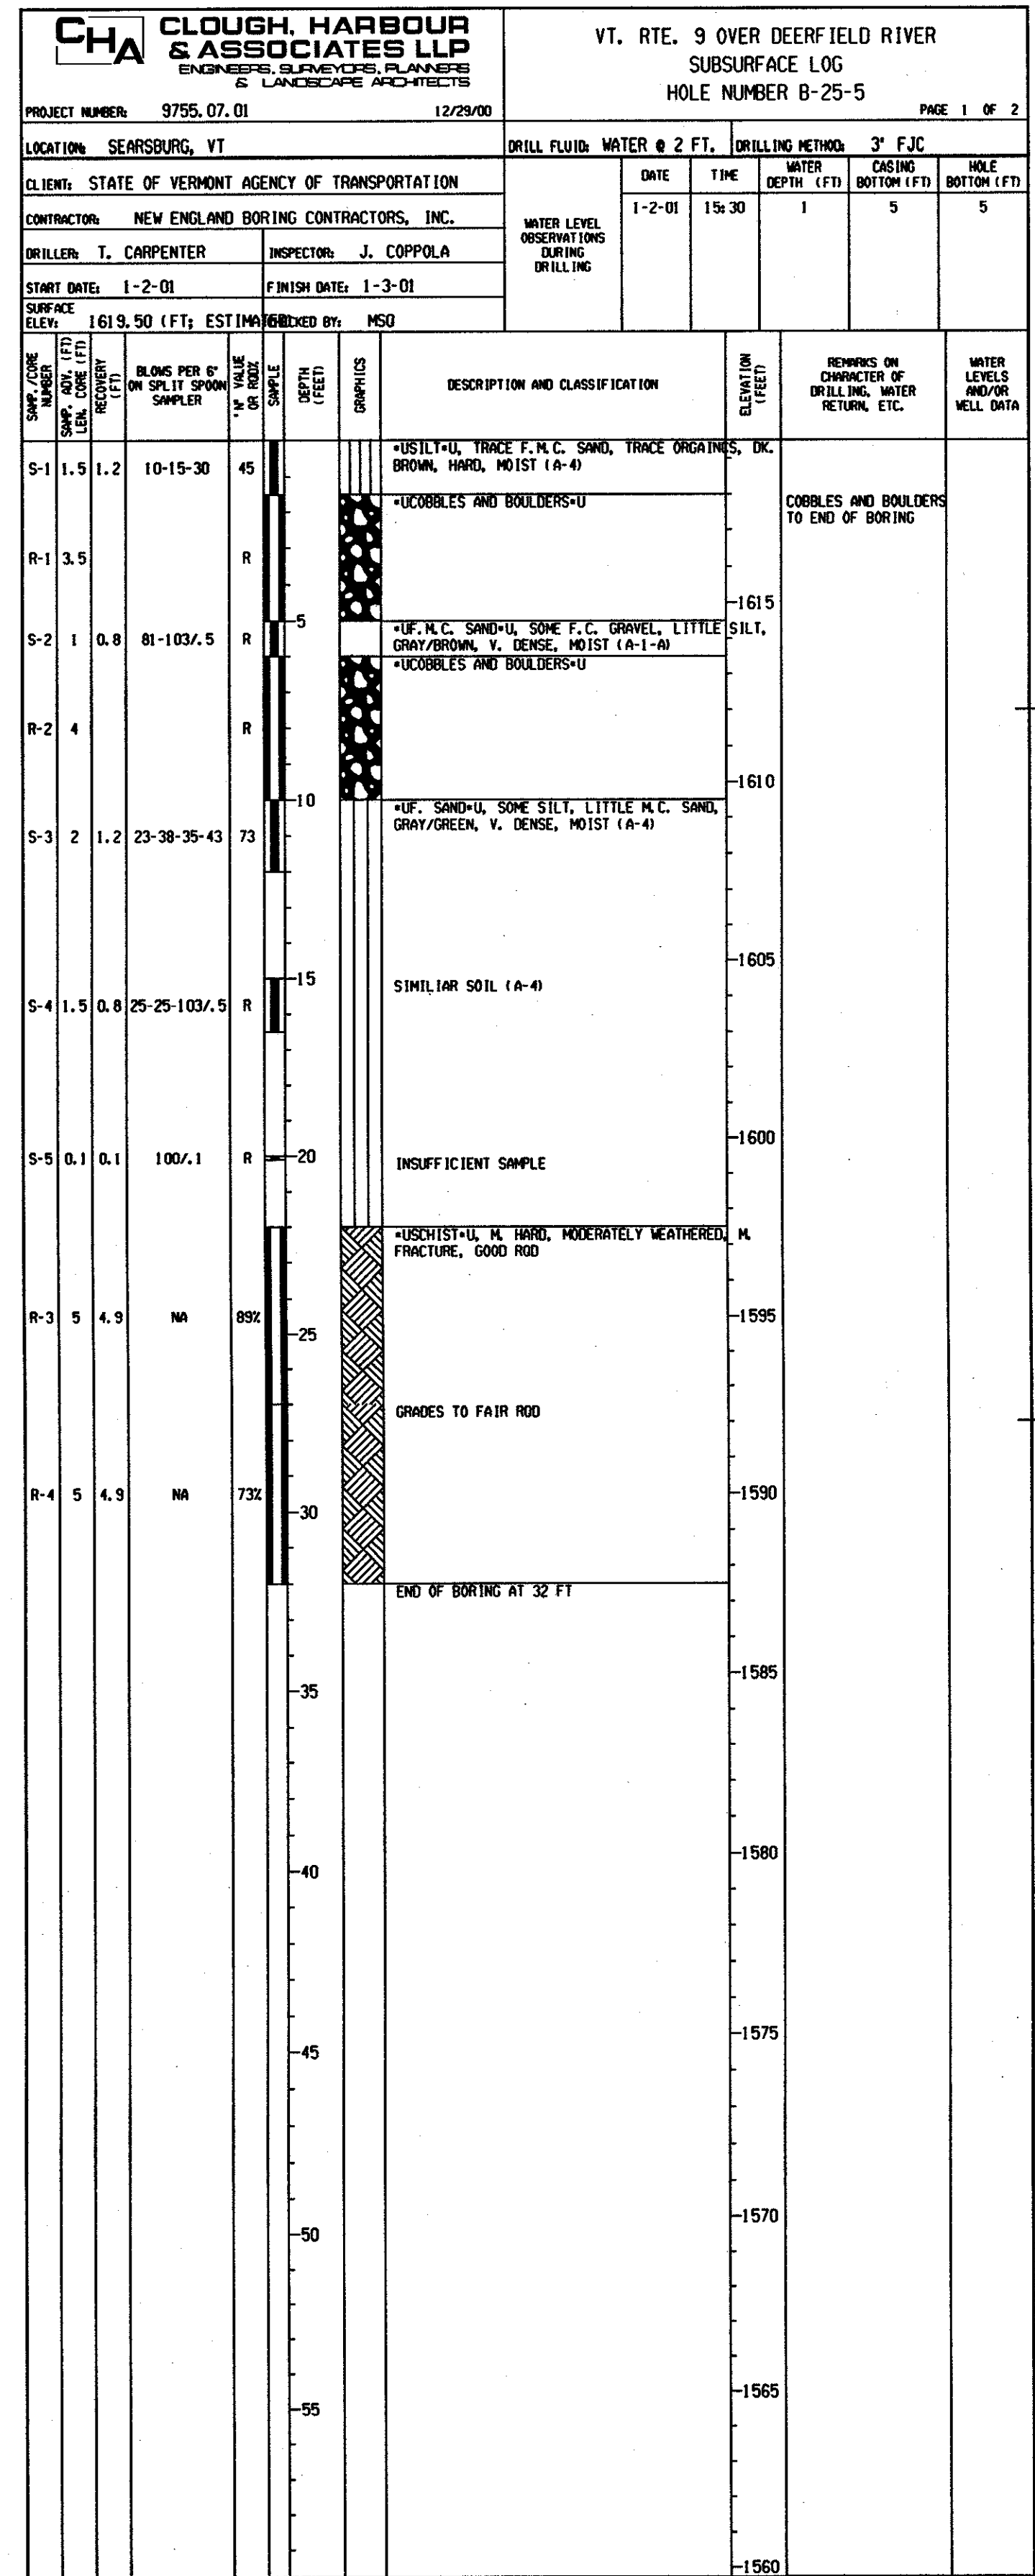 CHA CLOUGH, HARBOUR
& ASSOCIATES LLP
ENGINEERS, SURVEYORS, PLANNERS
& LANDSCAPE ARCHITECTS
PROJECT NUMBER: 9755.07.01 12/29/00
VT. RTE. 9 OVER DEERFIELD RIVER
SUBSURFACE LOG
HOLE NUMBER B-25-5
PAGE 1 OF 2
LOCATION: SEARSBURG, VT
DRILL FLUID: WATER @ 2 FT. DRILLING METHOD: 3" FJC
CLIENT: STATE OF VERMONT AGENCY OF TRANSPORTATION
CONTRACTOR: NEW ENGLAND BORING CONTRACTORS, INC.
DRILLER: T. CARPENTER INSPECTOR: J. COPPOLA
START DATE: 1-2-01 FINISH DATE: 1-3-01
SURFACE
ELEV: 1619.50 (FT; ESTIMATED CHECKED BY: MSG
WATER LEVEL
OBSERVATIONS
DURING
DRILLING
DATE TIME WATER DEPTH (FT) CASING BOTTOM (FT) HOLE BOTTOM (FT)
1-2-01 15:30 1 5 5
SAMP./CORE NUMBER
SAMP. ADV. (FT) LEN. CORE (FT)
RECOVERY (FT)
BLOWS PER 6" ON SPLIT SPOON SAMPLER
"N" VALUE OR RQD%
SAMPLE
DEPTH (FEET)
GRAPHICS
DESCRIPTION AND CLASSIFICATION
ELEVATION (FEET)
REMARKS ON CHARACTER OF DRILLING, WATER RETURN, ETC.
WATER LEVELS AND/OR WELL DATA
*USILT*U, TRACE F.M.C. SAND, TRACE ORGAINCS, DK.
S-1 1.5 1.2 10-15-30 45 BROWN, HARD, MOIST (A-4)
*UCOBBLES AND BOULDERS*U COBBLES AND BOULDERS
TO END OF BORING
R-1 3.5 R
1615
5
*UF.M.C. SAND*U, SOME F.C. GRAVEL, LITTLE SILT,
S-2 1 0.8 81-103/.5 R GRAY/BROWN, V. DENSE, MOIST (A-1-A)
*UCOBBLES AND BOULDERS*U
R-2 4 R
1610
10
*UF. SAND*U, SOME SILT, LITTLE M.C. SAND,
GRAY/GREEN, V. DENSE, MOIST (A-4)
S-3 2 1.2 23-38-35-43 73
1605
15 SIMILIAR SOIL (A-4)
S-4 1.5 0.8 25-25-103/.5 R
1600
S-5 0.1 0.1 100/.1 R 20 INSUFFICIENT SAMPLE
*USCHIST*U, M. HARD, MODERATELY WEATHERED, M.
FRACTURE, GOOD RQD
R-3 5 4.9 NA 89% 1595
25
GRADES TO FAIR RQD
R-4 5 4.9 NA 73% 1590
30
END OF BORING AT 32 FT
1585
35
1580
40
1575
45
1570
50
1565
55
1560